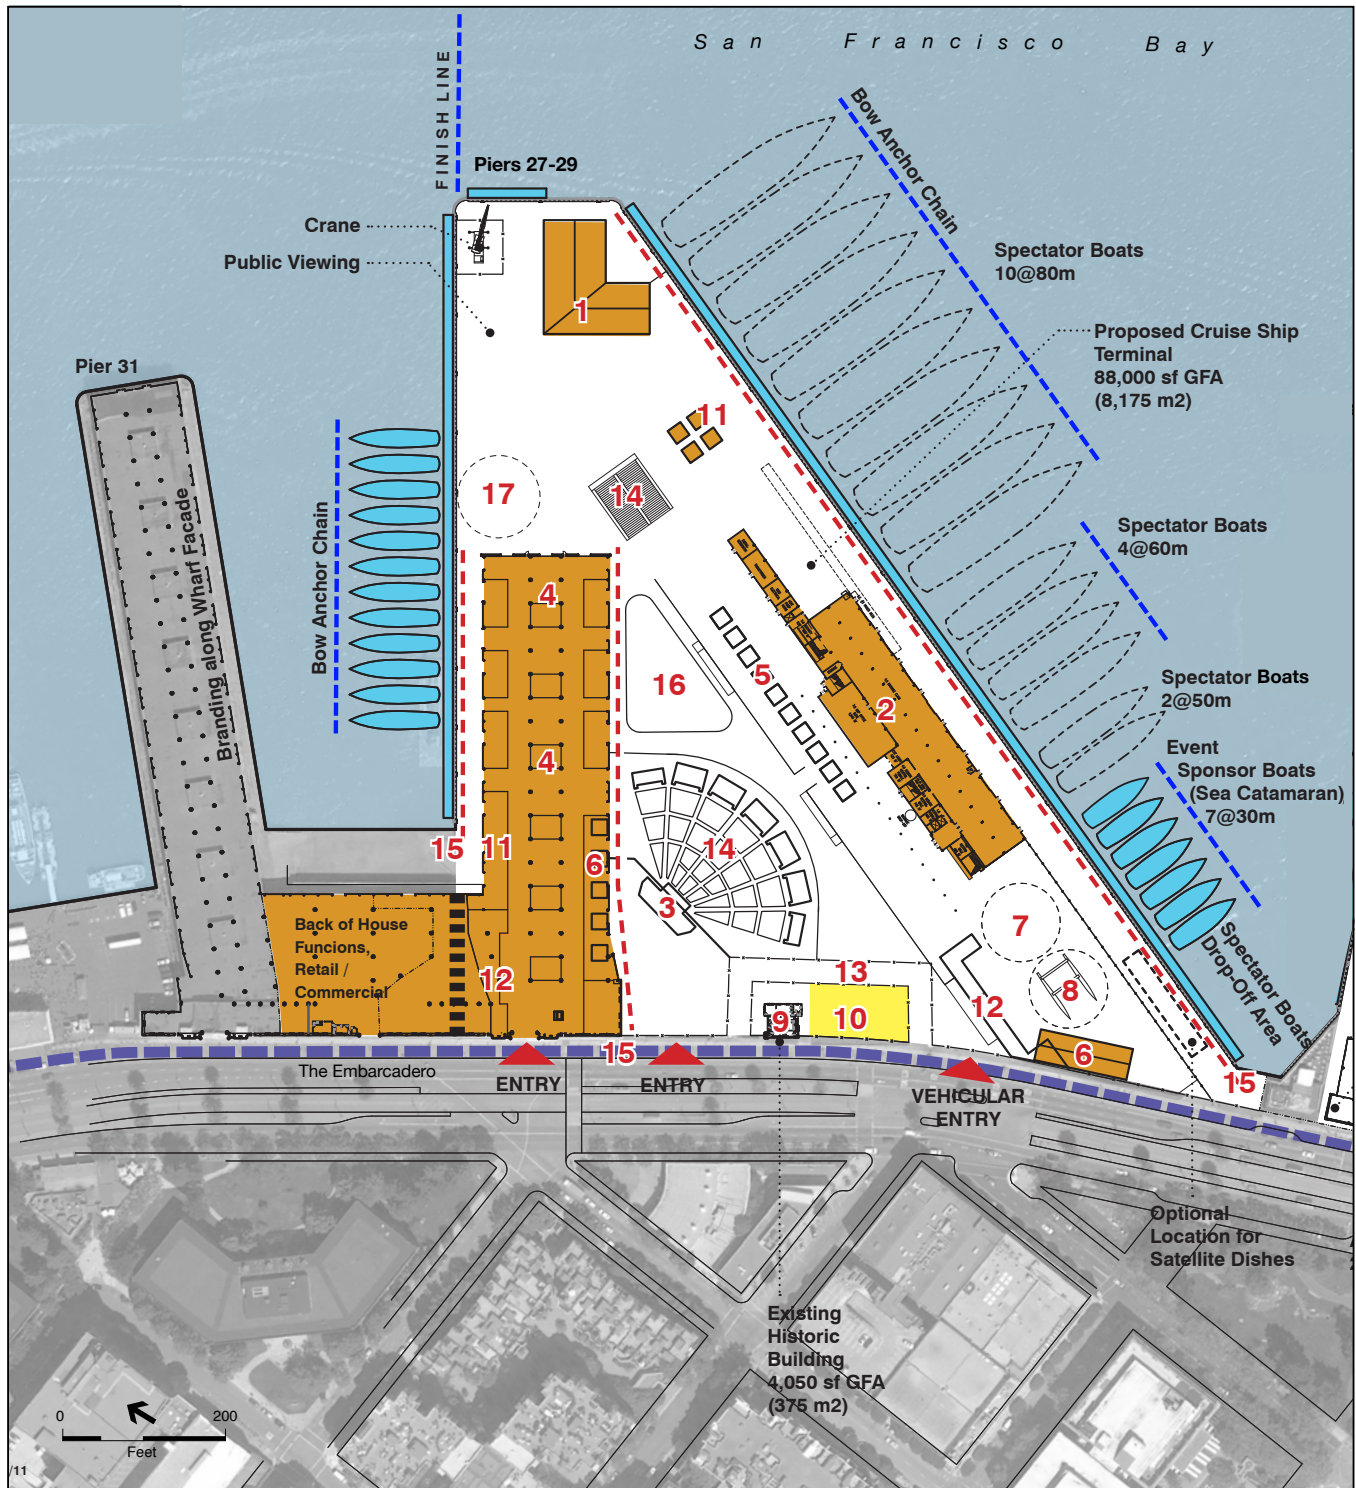 San Francisco Bay
FINISH LINE
Piers 27-29
Bow Anchor Chain
Crane
Public Viewing
Spectator Boats
10@80m
Proposed Cruise Ship
Terminal
88,000 sf GFA
(8,175 m2)
Pier 31
1
11
17
14
Branding along Wharf Facade
Bow Anchor Chain
Spectator Boats
4@60m
4
16
5
2
Spectator Boats
2@50m
4
Event
Sponsor Boats
(Sea Catamaran)
7@30m
15
11
6
14
3
7
Back of House
Funcions,
Retail /
Commercial
12
13
8
12
9
10
6
Spectator Boats
Drop-Off Area
15
15
The Embarcadero
ENTRY
ENTRY
VEHICULAR
ENTRY
Optional
Location for
Satellite Dishes
Existing
Historic
Building
4,050 sf GFA
(375 m2)
0
200
Feet
/11